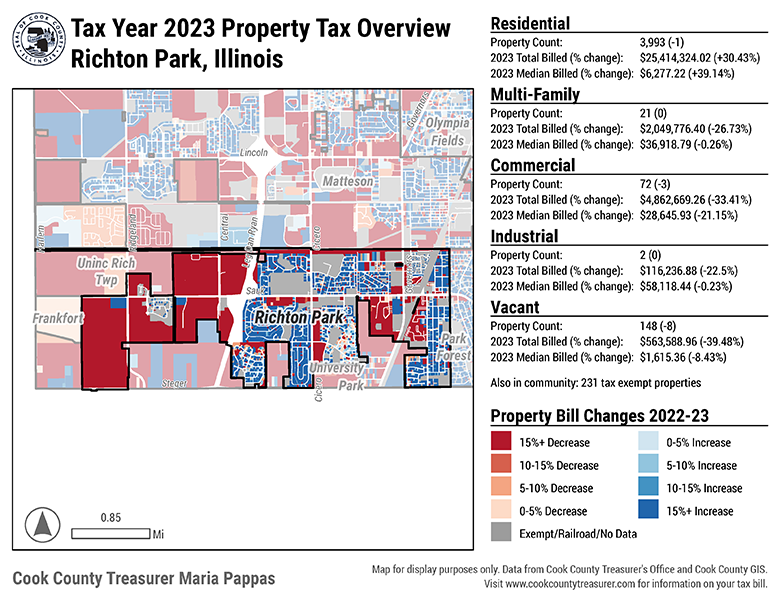 SEAL OF COOK COUNTY
ILLINOIS
Tax Year 2023 Property Tax Overview
Richton Park, Illinois
Residential
Property Count: 3,993 (-1)
2023 Total Billed (% change): $25,414,324.02 (+30.43%)
2023 Median Billed (% change): $6,277.22 (+39.14%)
Multi-Family
Property Count: 21 (0)
2023 Total Billed (% change): $2,049,776.40 (-26.73%)
2023 Median Billed (% change): $36,918.79 (-0.26%)
Commercial
Property Count: 72 (-3)
2023 Total Billed (% change): $4,862,669.26 (-33.41%)
2023 Median Billed (% change): $28,645.93 (-21.15%)
Industrial
Property Count: 2 (0)
2023 Total Billed (% change): $116,236.88 (-22.5%)
2023 Median Billed (% change): $58,118.44 (-0.23%)
Vacant
Property Count: 148 (-8)
2023 Total Billed (% change): $563,588.96 (-39.48%)
2023 Median Billed (% change): $1,615.36 (-8.43%)
Also in community: 231 tax exempt properties
Property Bill Changes 2022-23
15%+ Decrease
10-15% Decrease
5-10% Decrease
0-5% Decrease
Exempt/Railroad/No Data
0-5% Increase
5-10% Increase
10-15% Increase
15%+ Increase
Governors
Olympia
Fields
Lincoln
Matteson
Ridgeland
Central
Cicero
Uninc Rich
Twp
Frankfort
Richton Park
Park
Forest
University
Park
Steger
Cicero
0.85
Mi
Cook County Treasurer Maria Pappas
Map for display purposes only. Data from Cook County Treasurer's Office and Cook County GIS.
Visit www.cookcountytreasurer.com for information on your tax bill.